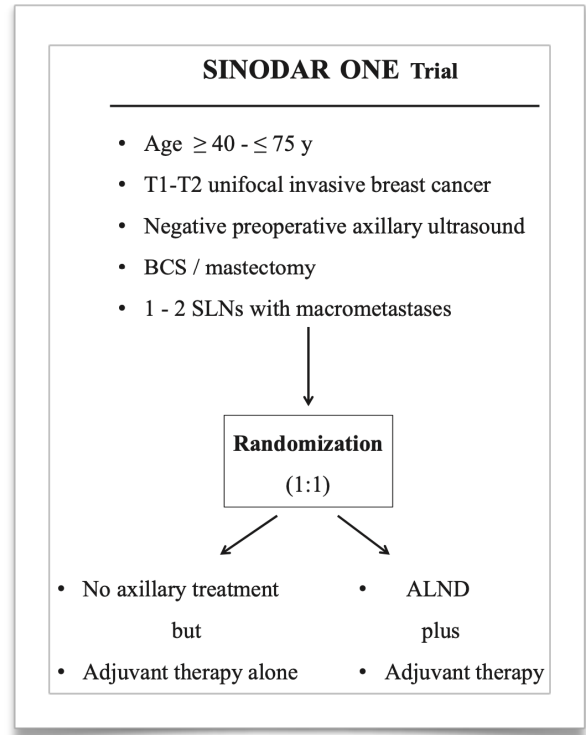 SINODAR ONE Trial
• Age ≥ 40 - ≤ 75 y
• T1-T2 unifocal invasive breast cancer
• Negative preoperative axillary ultrasound
• BCS / mastectomy
• 1 - 2 SLNs with macrometastases
Randomization
(1:1)
• No axillary treatment
but
• Adjuvant therapy alone
• ALND
plus
• Adjuvant therapy